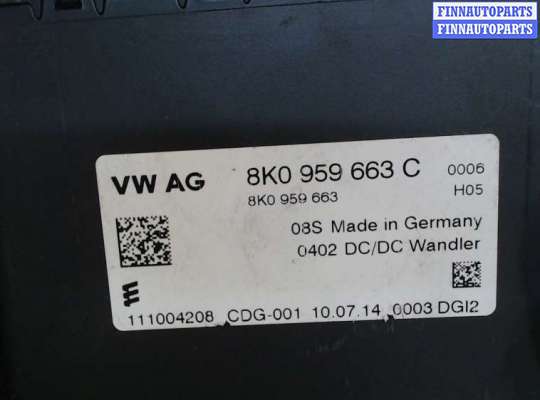 FINNAUTOPARTS
FINNAUTOPARTS
VW AG 8K0 959 663 C 0006
8K0 959 663 H05
08S Made in Germany
0402 DC/DC Wandler
111004208 CDG-001 10.07.14 0003 DGI2